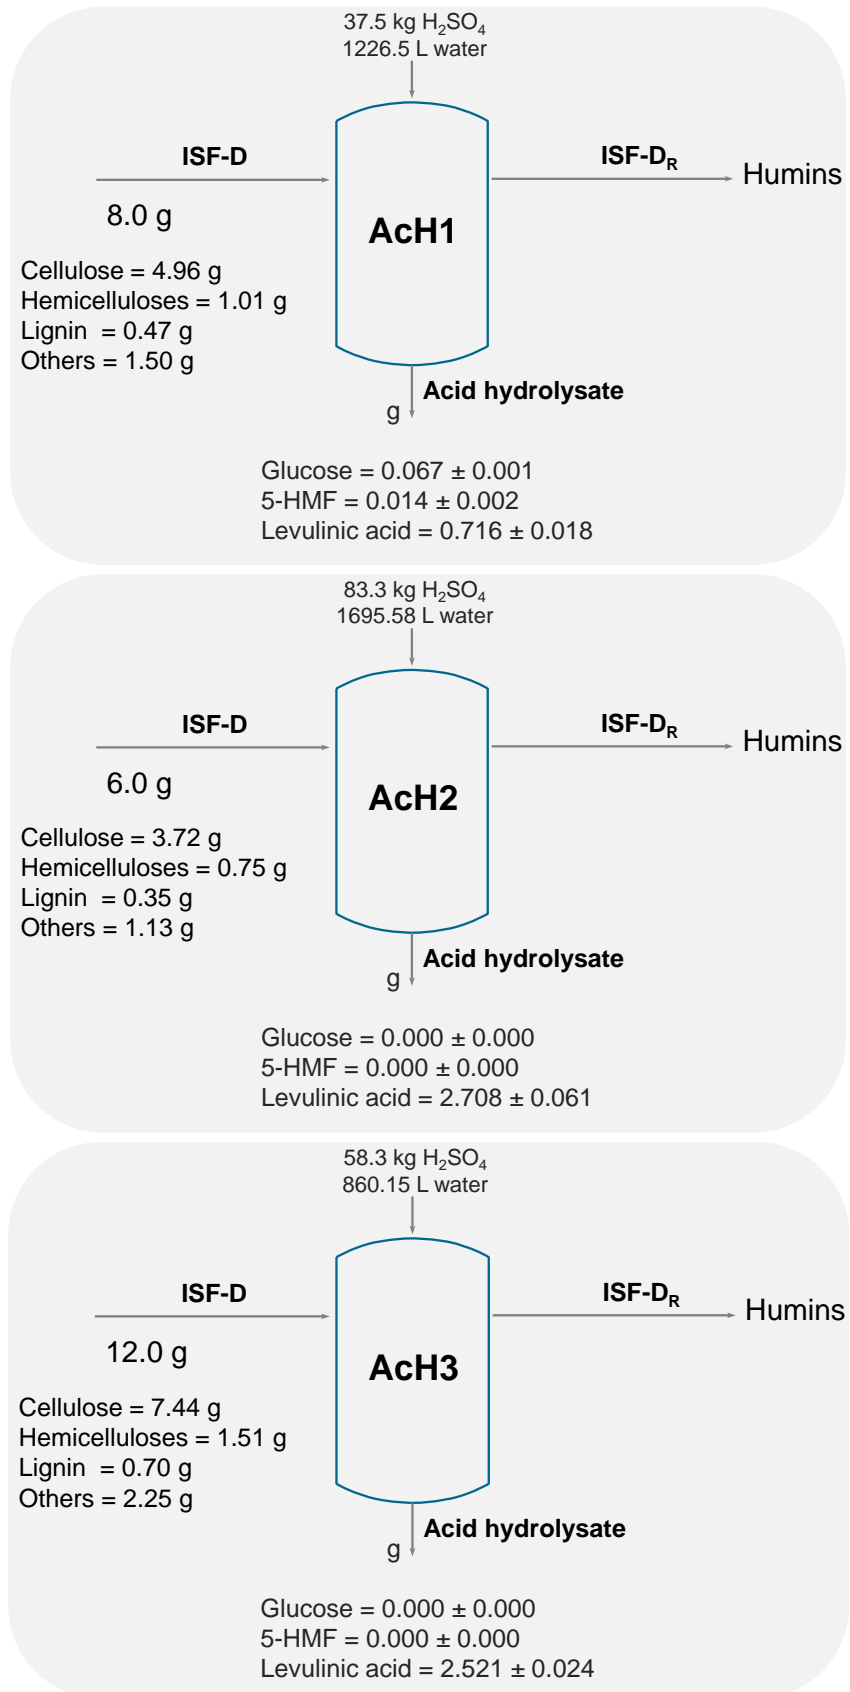 37.5 kg H₂SO₄
1226.5 L water
ISF-D
ISF-D_R
Humins
8.0 g
AcH1
Cellulose = 4.96 g
Hemicelluloses = 1.01 g
Lignin = 0.47 g
Others = 1.50 g
Acid hydrolysate
g
Glucose = 0.067 ± 0.001
5-HMF = 0.014 ± 0.002
Levulinic acid = 0.716 ± 0.018
83.3 kg H₂SO₄
1695.58 L water
ISF-D
ISF-D_R
Humins
6.0 g
AcH2
Cellulose = 3.72 g
Hemicelluloses = 0.75 g
Lignin = 0.35 g
Others = 1.13 g
Acid hydrolysate
g
Glucose = 0.000 ± 0.000
5-HMF = 0.000 ± 0.000
Levulinic acid = 2.708 ± 0.061
58.3 kg H₂SO₄
860.15 L water
ISF-D
ISF-D_R
Humins
12.0 g
AcH3
Cellulose = 7.44 g
Hemicelluloses = 1.51 g
Lignin = 0.70 g
Others = 2.25 g
Acid hydrolysate
g
Glucose = 0.000 ± 0.000
5-HMF = 0.000 ± 0.000
Levulinic acid = 2.521 ± 0.024